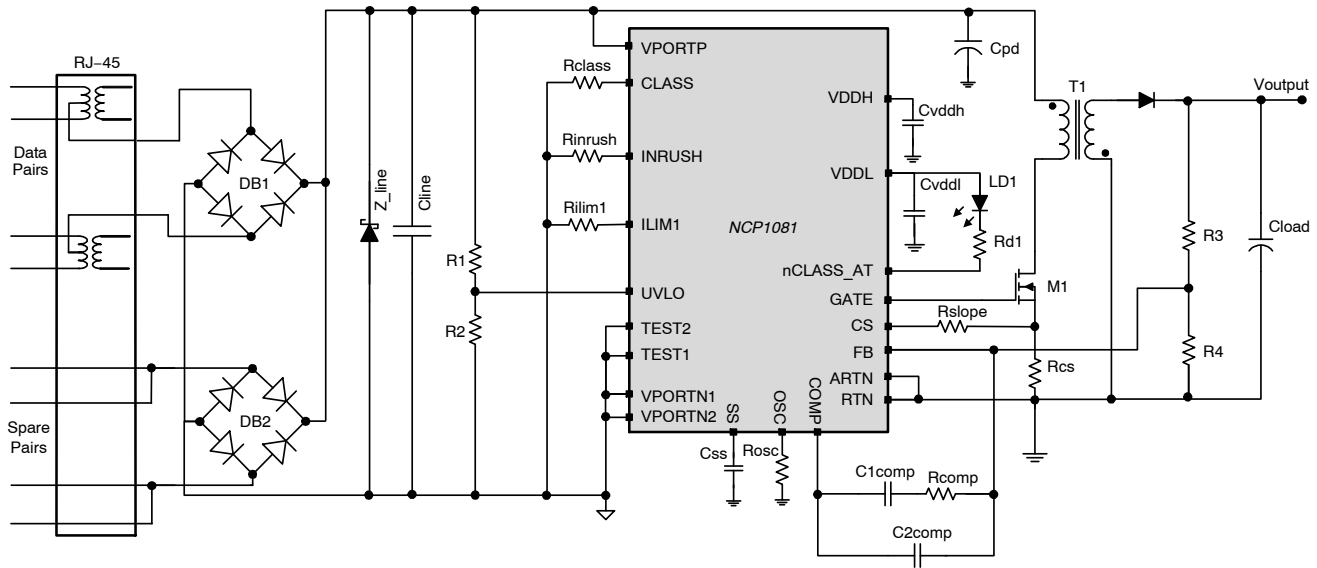 RJ–45
Data
Pairs
Spare
Pairs
DB1
DB2
Z_line
Cline
R1
R2
Rclass
Rinrush
Rilim1
VPORTP
CLASS
INRUSH
ILIM1
UVLO
TEST2
TEST1
VPORTN1
VPORTN2
NCP1081
VDDH
VDDL
nCLASS_AT
GATE
CS
FB
ARTN
RTN
SS
OSC
COMP
Cpd
Cvddh
Cvddl
LD1
Rd1
T1
Voutput
M1
Rslope
Rcs
R3
R4
Cload
Css
Rosc
C1comp
Rcomp
C2comp